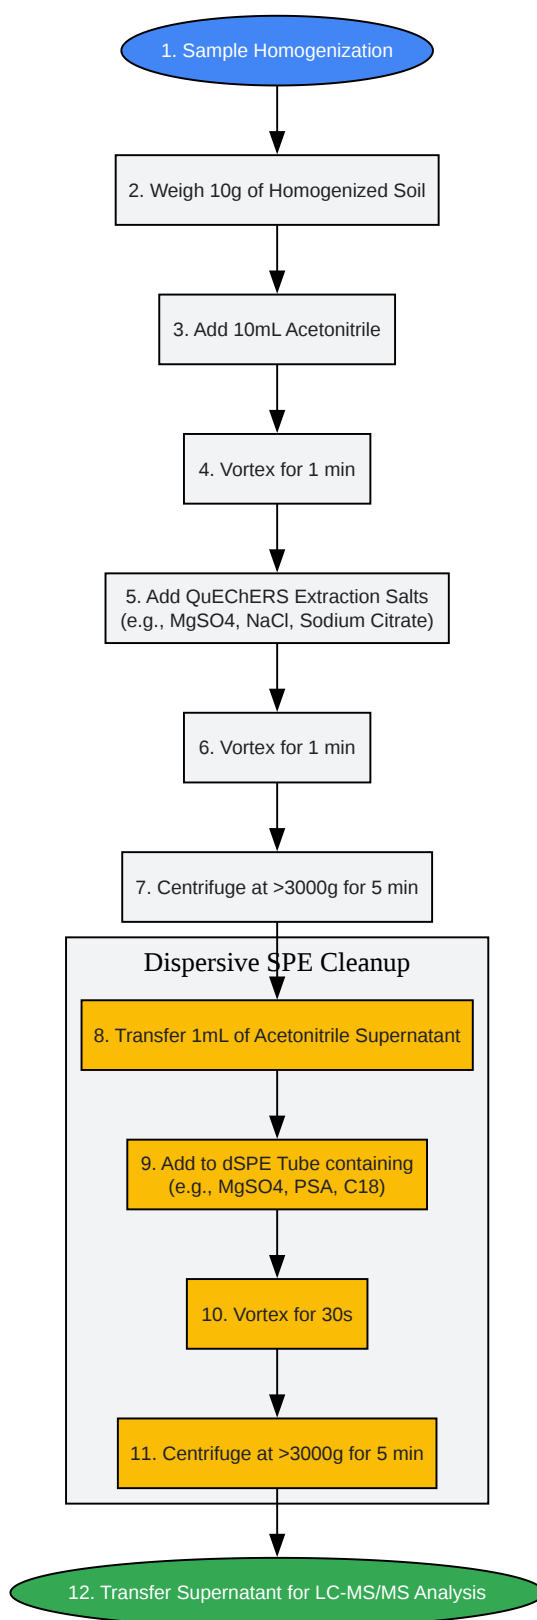 1. Sample Homogenization
2. Weigh 10g of Homogenized Soil
3. Add 10mL Acetonitrile
4. Vortex for 1 min
5. Add QuEChERS Extraction Salts
(e.g., MgSO4, NaCl, Sodium Citrate)
6. Vortex for 1 min
7. Centrifuge at >3000g for 5 min
Dispersive SPE Cleanup
8. Transfer 1mL of Acetonitrile Supernatant
9. Add to dSPE Tube containing
(e.g., MgSO4, PSA, C18)
10. Vortex for 30s
11. Centrifuge at >3000g for 5 min
12. Transfer Supernatant for LC-MS/MS Analysis